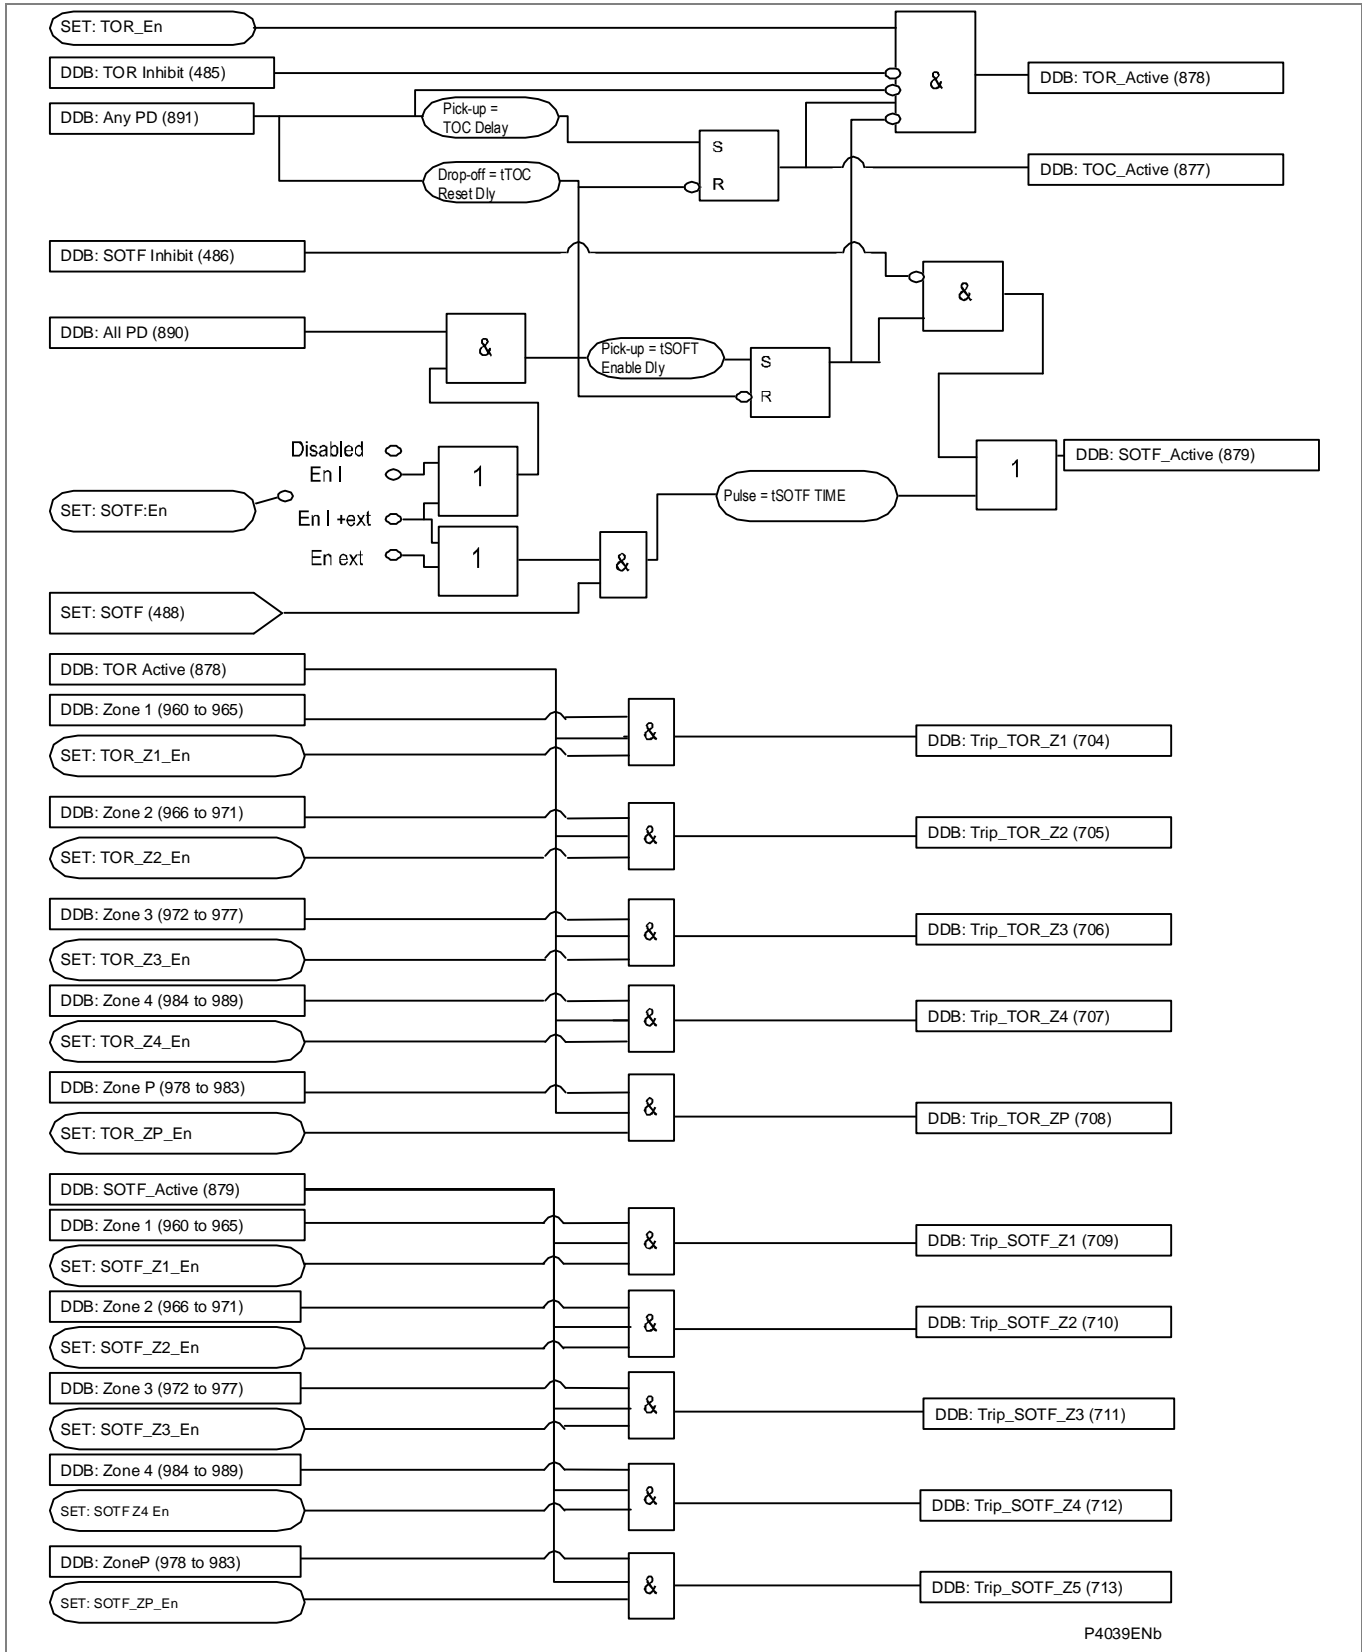 SET: TOR_En
DDB: TOR Inhibit (485)
&
DDB: TOR_Active (878)
DDB: Any PD (891)
Pick-up =
TOC Delay
S
R
Drop-off = tTOC
Reset Dly
DDB: TOC_Active (877)
DDB: SOTF Inhibit (486)
&
DDB: All PD (890)
&
Pick-up = tSOFT
Enable Dly
S
R
Disabled
En I
1
1
DDB: SOTF_Active (879)
SET: SOTF:En
Pulse = tSOTF TIME
En I +ext
En ext
1
&
SET: SOTF (488)
DDB: TOR Active (878)
DDB: Zone 1 (960 to 965)
&
DDB: Trip_TOR_Z1 (704)
SET: TOR_Z1_En
DDB: Zone 2 (966 to 971)
&
DDB: Trip_TOR_Z2 (705)
SET: TOR_Z2_En
DDB: Zone 3 (972 to 977)
&
DDB: Trip_TOR_Z3 (706)
SET: TOR_Z3_En
DDB: Zone 4 (984 to 989)
&
DDB: Trip_TOR_Z4 (707)
SET: TOR_Z4_En
DDB: Zone P (978 to 983)
&
DDB: Trip_TOR_ZP (708)
SET: TOR_ZP_En
DDB: SOTF_Active (879)
DDB: Zone 1 (960 to 965)
&
DDB: Trip_SOTF_Z1 (709)
SET: SOTF_Z1_En
DDB: Zone 2 (966 to 971)
&
DDB: Trip_SOTF_Z2 (710)
SET: SOTF_Z2_En
DDB: Zone 3 (972 to 977)
&
DDB: Trip_SOTF_Z3 (711)
SET: SOTF_Z3_En
DDB: Zone 4 (984 to 989)
&
DDB: Trip_SOTF_Z4 (712)
SET: SOTF Z4 En
DDB: ZoneP (978 to 983)
&
DDB: Trip_SOTF_Z5 (713)
SET: SOTF_ZP_En
P4039ENb